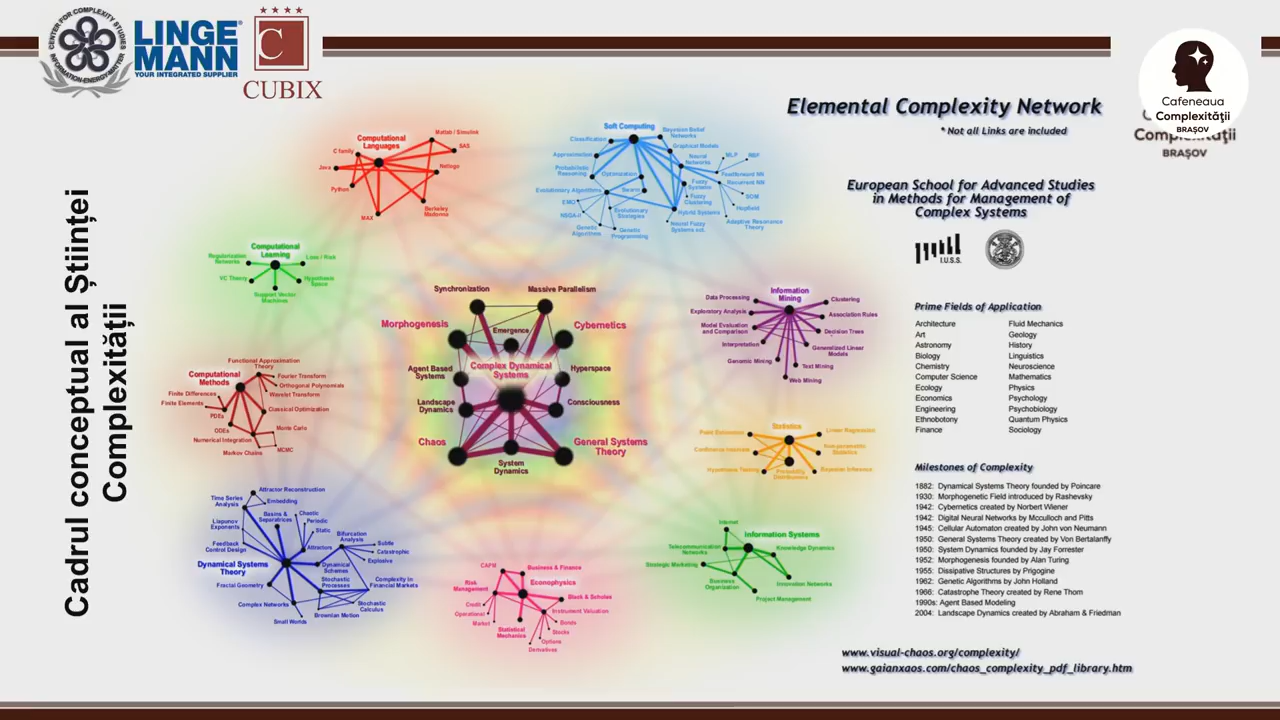 CENTER FOR COMPLEXITY STUDIES
INFORMATION-ENERGY-MATTER
LINGE
MANN
YOUR INTEGRATED SUPPLIER
C
CUBIX
Cafeneaua
Complexității
BRAȘOV
Complexității
BRAȘOV
Cadrul conceptual al Științei
Complexității
Elemental Complexity Network
* Not all Links are included
European School for Advanced Studies
in Methods for Management of
Complex Systems
I.U.S.S.
Prime Fields of Application
Architecture
Art
Astronomy
Biology
Chemistry
Computer Science
Ecology
Economics
Engineering
Ethnobotony
Finance
Fluid Mechanics
Geology
History
Linguistics
Neuroscience
Mathematics
Physics
Psychology
Psychobiology
Quantum Physics
Sociology
Milestones of Complexity
1882: Dynamical Systems Theory founded by Poincare
1930: Morphogenetic Field introduced by Rashevsky
1942: Cybernetics created by Norbert Wiener
1942: Digital Neural Networks by Mcculloch and Pitts
1945: Cellular Automaton created by John von Neumann
1950: General Systems Theory created by Von Bertalanffy
1950: System Dynamics founded by Jay Forrester
1952: Morphogenesis founded by Alan Turing
1955: Dissipative Structures by Prigogine
1962: Genetic Algorithms by John Holland
1966: Catastrophe Theory created by Rene Thom
1990s: Agent Based Modeling
2004: Landscape Dynamics created by Abraham & Friedman
www.visual-chaos.org/complexity/
www.gaianxaos.com/chaos_complexity_pdf_library.htm
Computational
Languages
Matlab / Simulink
SAS
C family
Java
Python
Netlogo
Berkeley
Madonna
MAX
Soft Computing
Bayesian Belief
Networks
Classification
Graphical Models
Approximation
Neural
Networks
MLP
RBF
Probabilistic
Reasoning
Optimization
Feedforward NN
Fuzzy
Systems
Recurrent NN
Evolutionary Algorithms
Swarm
Fuzzy
Clustering
SOM
EMO
Hopfield
NSGA-II
Evolutionary
Strategies
Hybrid Systems
Adaptive Resonance
Theory
Genetic
Algorithms
Genetic
Programming
Neural Fuzzy
Systems ect.
Computational
Learning
Regularization
Networks
Loss / Risk
VC Theory
Hypothesis
Space
Support Vector
Machines
Synchronization
Massive Parallelism
Morphogenesis
Emergence
Cybernetics
Agent Based
Systems
Complex Dynamical
Systems
Hyperspace
Landscape
Dynamics
Consciousness
Chaos
General Systems
Theory
System
Dynamics
Information
Mining
Data Processing
Clustering
Exploratory Analysis
Association Rules
Model Evaluation
and Comparison
Decision Trees
Interpretation
Generalized Linear
Models
Genomic Mining
Text Mining
Web Mining
Computational
Methods
Functional Approximation
Theory
Fourier Transform
Orthogonal Polynomials
Wavelet Transform
Finite Differences
Finite Elements
Classical Optimization
PDEs
ODEs
Monte Carlo
Numerical Integration
Markov Chains
MCMC
Statistics
Point Estimation
Linear Regression
Non-parametric
Statistics
Hypothesis Testing
Probability
Distributions
Bayesian Inference
Attractor Reconstruction
Time Series
Analysis
Embedding
Basins &
Separatrices
Chaotic
Periodic
Liapunov
Exponents
Static
Bifurcation
Analysis
Subtle
Catastrophic
Explosive
Feedback
Control Design
Attractors
Dynamical Systems
Theory
Dynamical
Schemes
Fractal Geometry
Stochastic
Processes
Complexity in
Financial Markets
Complex Networks
Stochastic
Calculus
Brownian Motion
Small Worlds
CAPM
Business & Finance
Risk
Management
Econophysics
Black & Scholes
Credit
Operational
Market
Instrument Valuation
Bonds
Stocks
Options
Derivatives
Statistical
Mechanics
Internet
Information Systems
Telecommunication
Networks
Knowledge Dynamics
Strategic Marketing
Business
Organization
Innovation Networks
Project Management